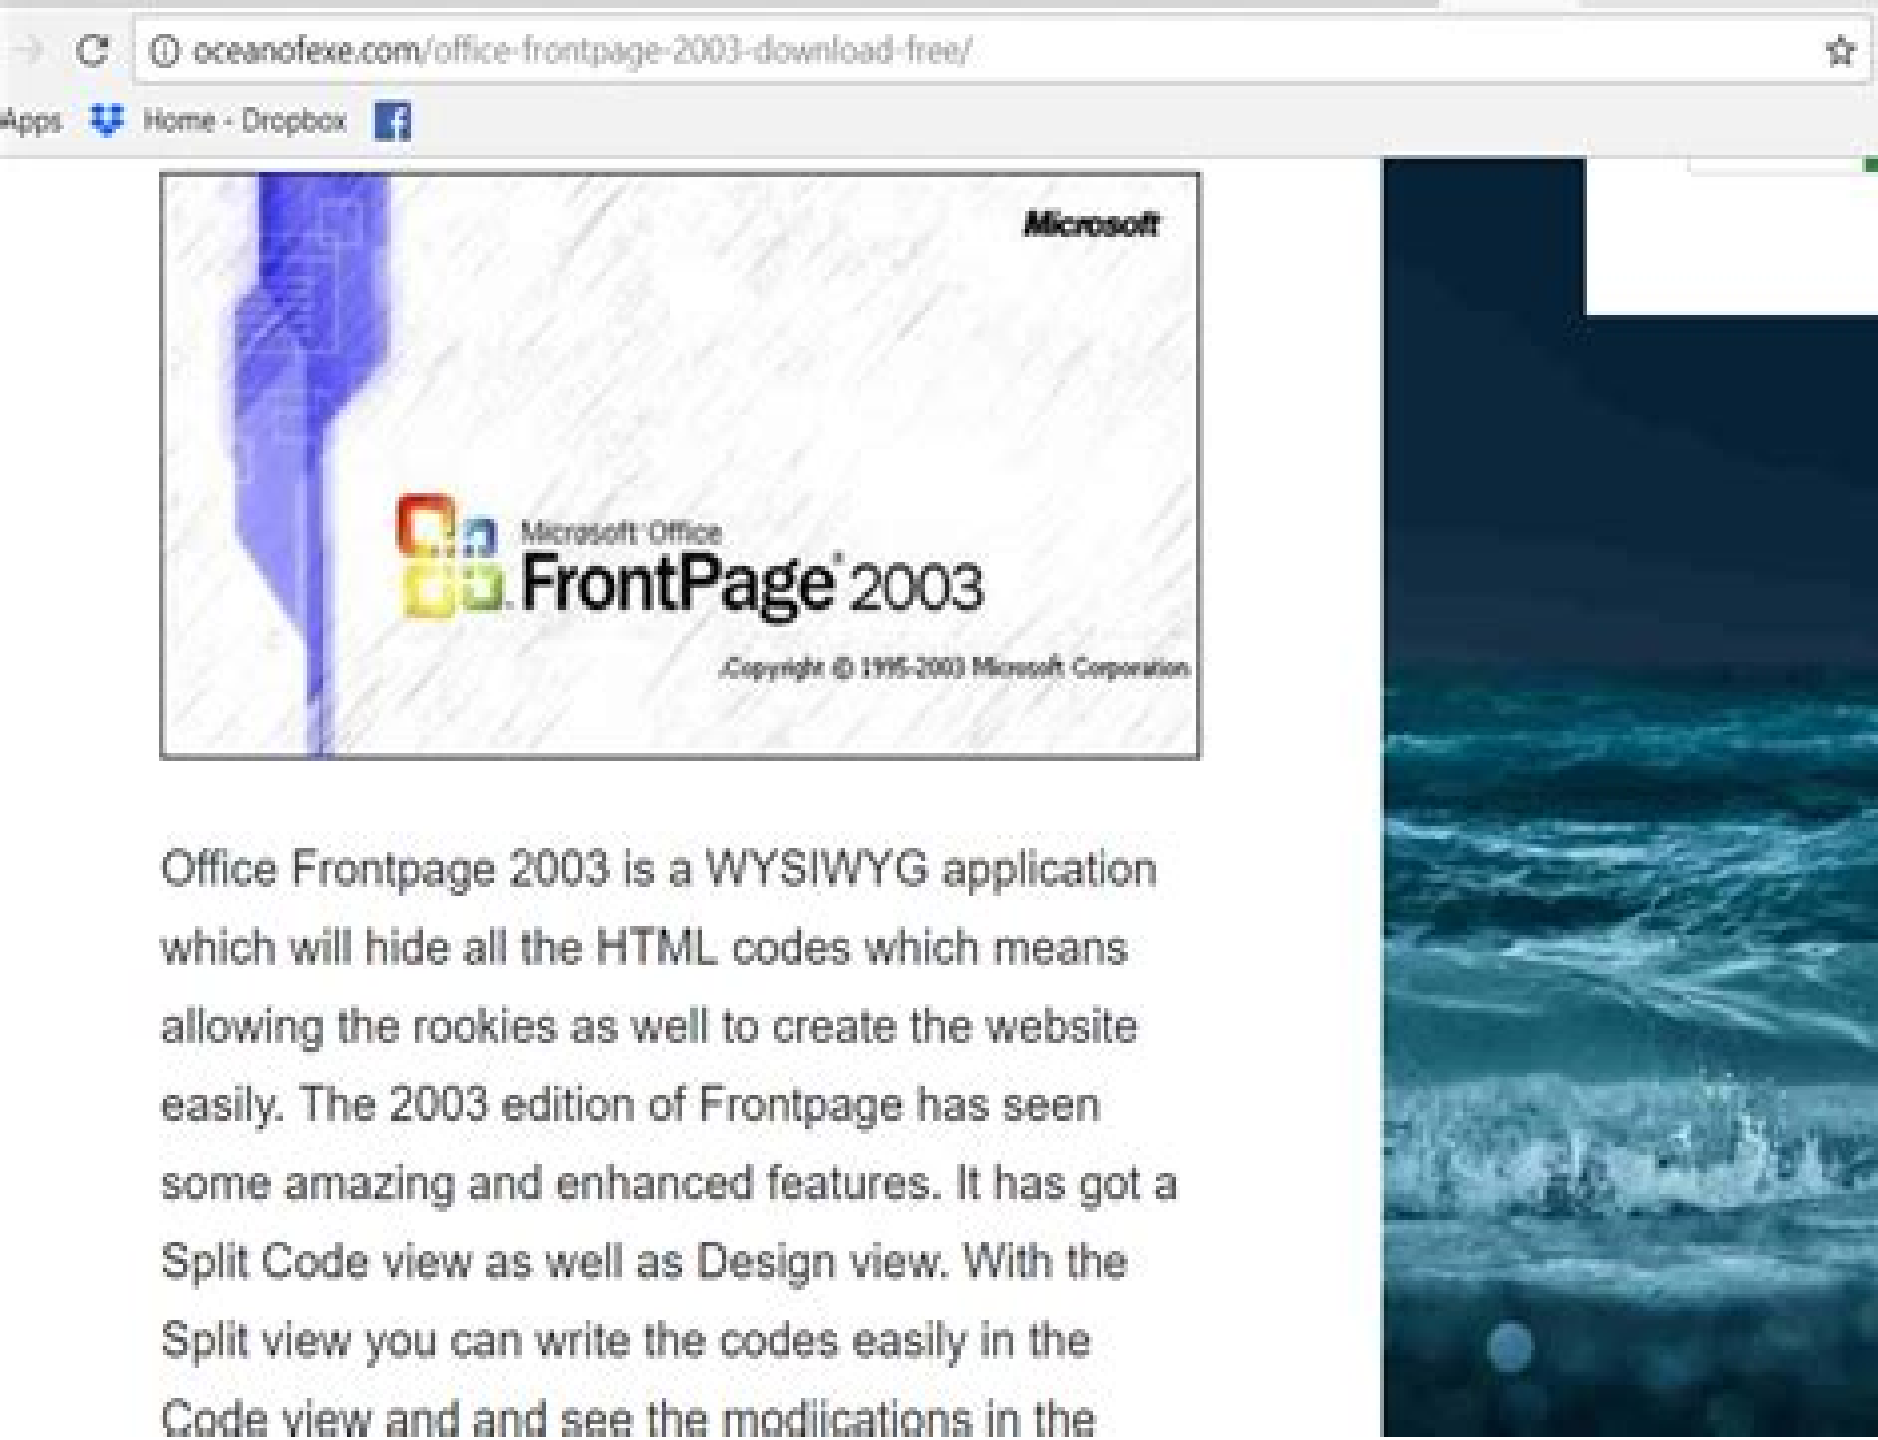 oceanofexe.com/office-frontpage-2003-download-free/
Apps Home - Dropbox
Microsoft
Microsoft Office
FrontPage 2003
.Copyright © 1995-2003 Microsoft Corporation
Office Frontpage 2003 is a WYSIWYG application
which will hide all the HTML codes which means
allowing the rookies as well to create the website
easily. The 2003 edition of Frontpage has seen
some amazing and enhanced features. It has got a
Split Code view as well as Design view. With the
Split view you can write the codes easily in the
Code view and and see the modiications in the